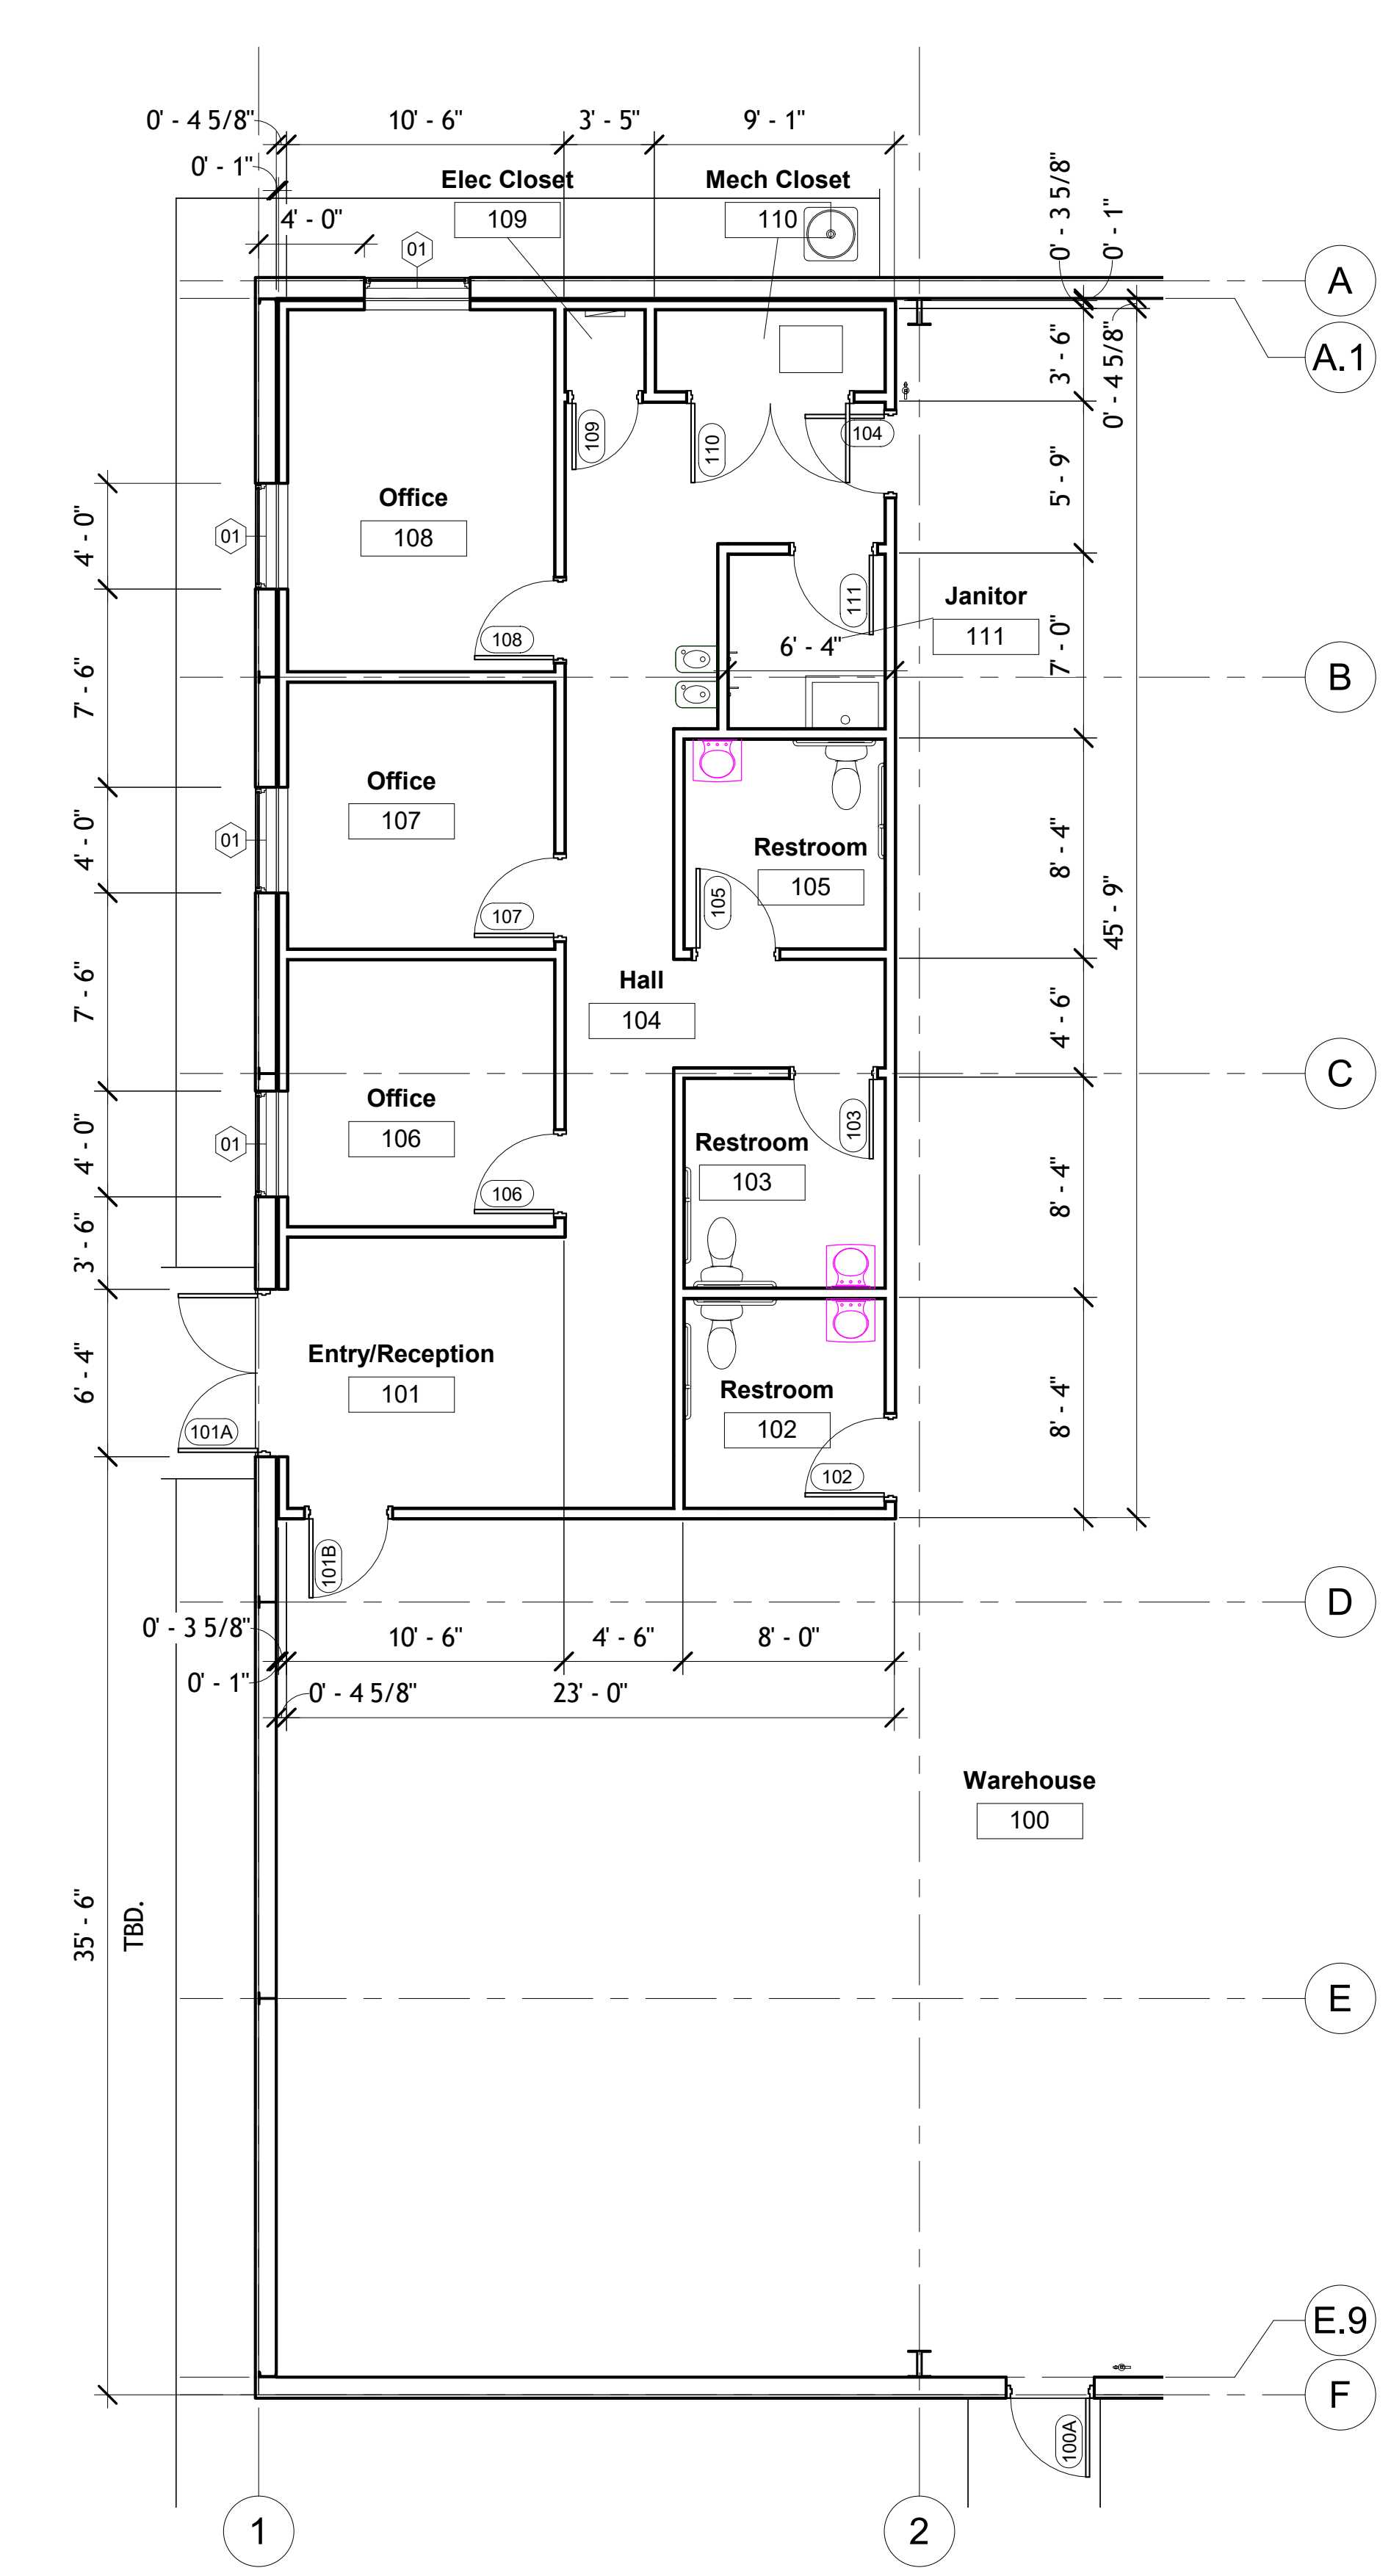 0' - 4 5/8"
10' - 6"
3' - 5"
9' - 1"
0' - 1"
Elec Closet
109
Mech Closet
110
4' - 0"
01
0' - 3 5/8"
0' - 1"
A
A.1
3' - 6"
0' - 4 5/8"
109
110
104
5' - 9"
Office
108
4' - 0"
01
111
Janitor
111
108
6' - 4"
7' - 0"
B
7' - 6"
Office
107
4' - 0"
01
Restroom
105
105
8' - 4"
45' - 9"
107
7' - 6"
Hall
104
4' - 6"
C
Office
106
4' - 0"
01
103
Restroom
103
106
8' - 4"
3' - 6"
Entry/Reception
101
6' - 4"
101A
Restroom
102
102
8' - 4"
101B
D
0' - 3 5/8"
10' - 6"
4' - 6"
8' - 0"
0' - 1"
0' - 4 5/8"
23' - 0"
Warehouse
100
35' - 6"
TBD.
E
E.9
F
100A
1
2